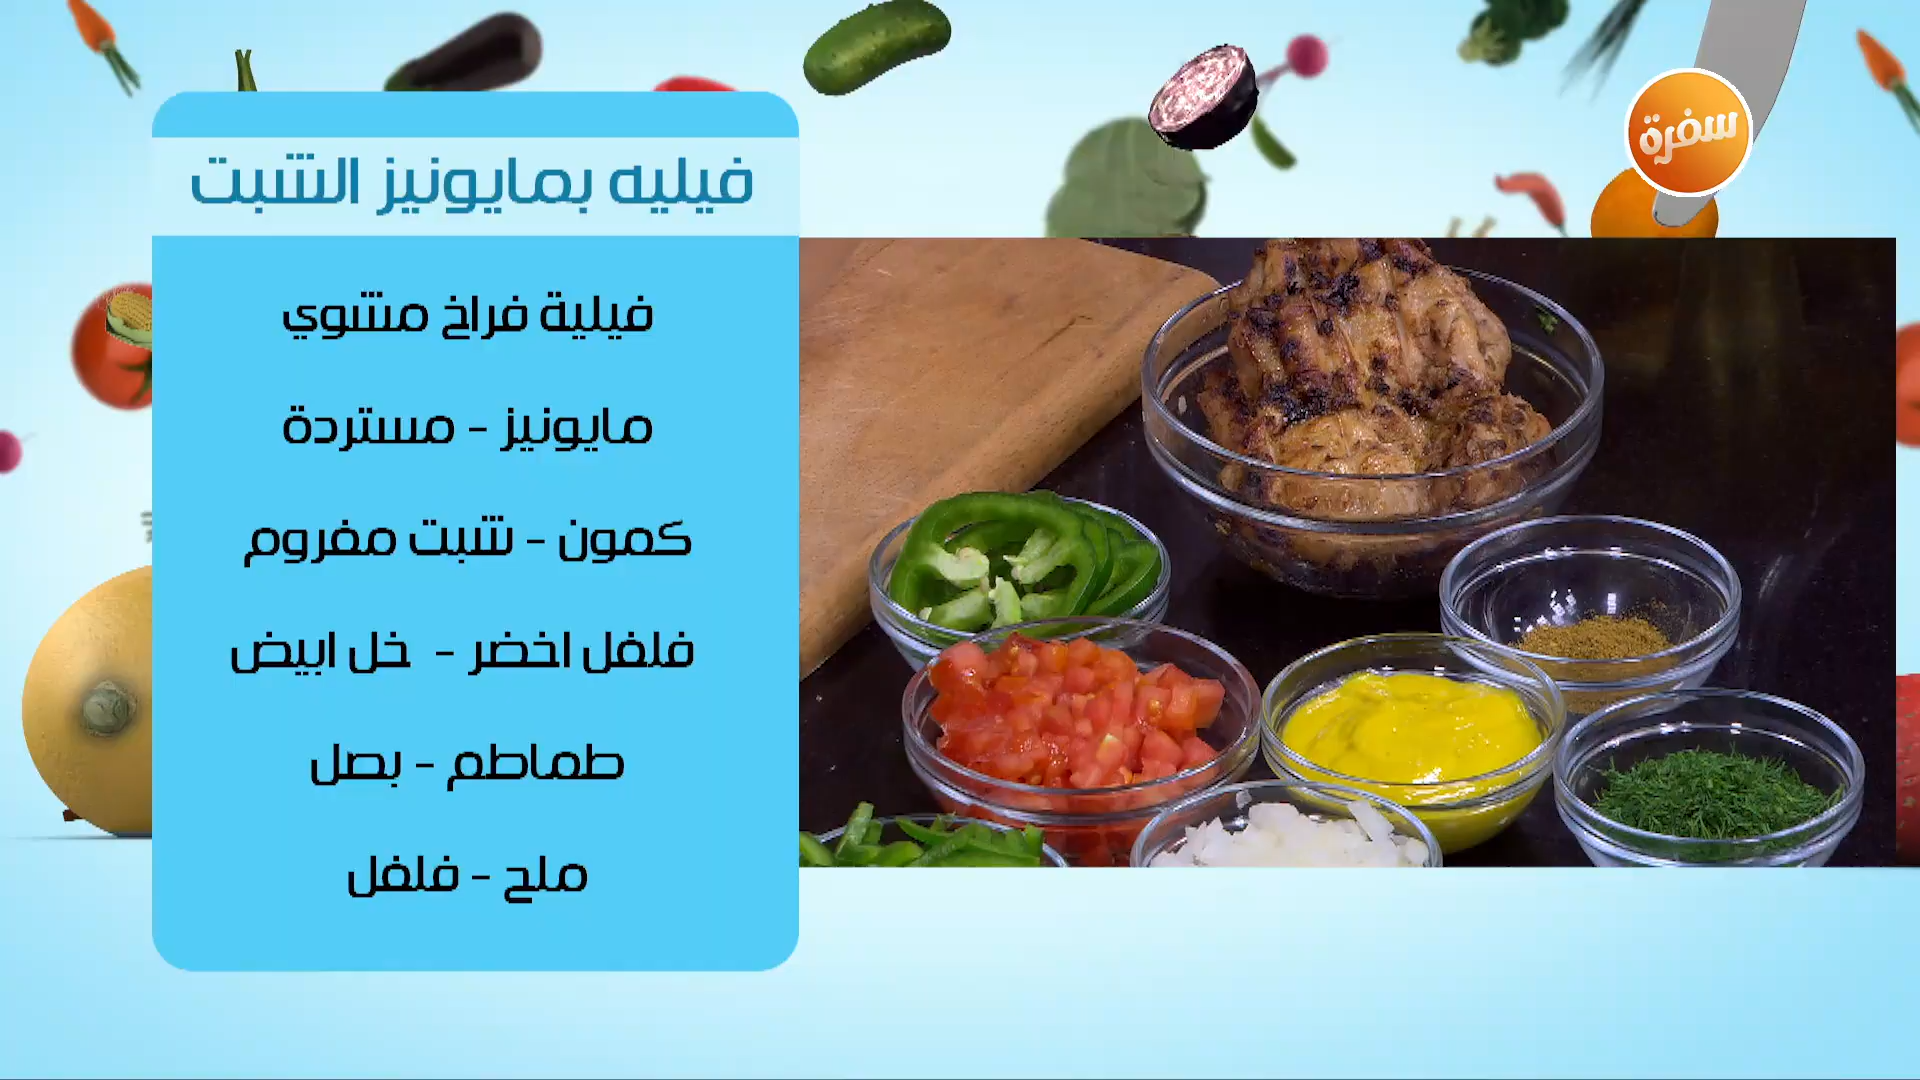 سفرة
فيليه بمايونيز الشبت
فيلية فراخ مشوي
مايونيز - مستردة
كمون - شبت مفروم
فلفل اخضر - خل ابيض
طماطم - بصل
ملح - فلفل